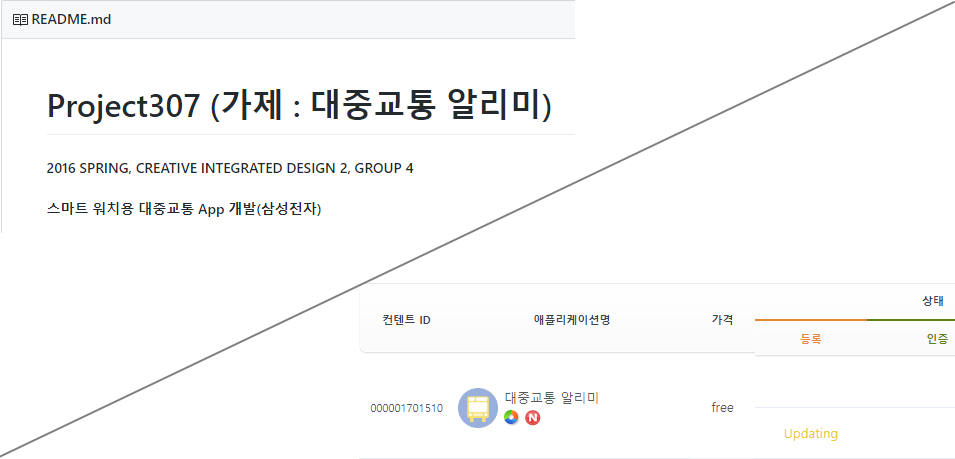 README.md
Project307 (가제 : 대중교통 알리미)
2016 SPRING, CREATIVE INTEGRATED DESIGN 2, GROUP 4
스마트 워치용 대중교통 App 개발(삼성전자)
컨텐트 ID
애플리케이션명
가격
상태
등록
인증
000001701510
대중교통 알리미
N
free
Updating